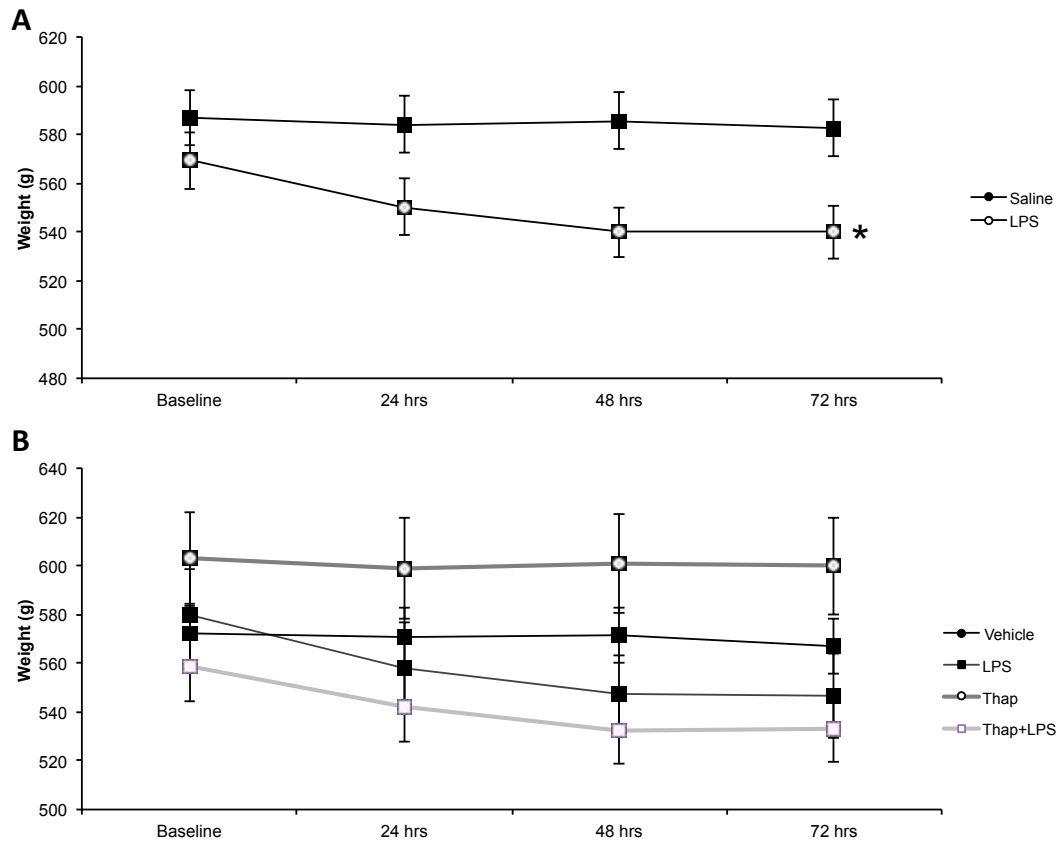 A
620
600
580
560
540
520
500
480
Weight (g)
Baseline 24 hrs 48 hrs 72 hrs
*
Saline
LPS
B
640
620
600
580
560
540
520
500
Weight (g)
Baseline 24 hrs 48 hrs 72 hrs
Vehicle
LPS
Thap
Thap+LPS